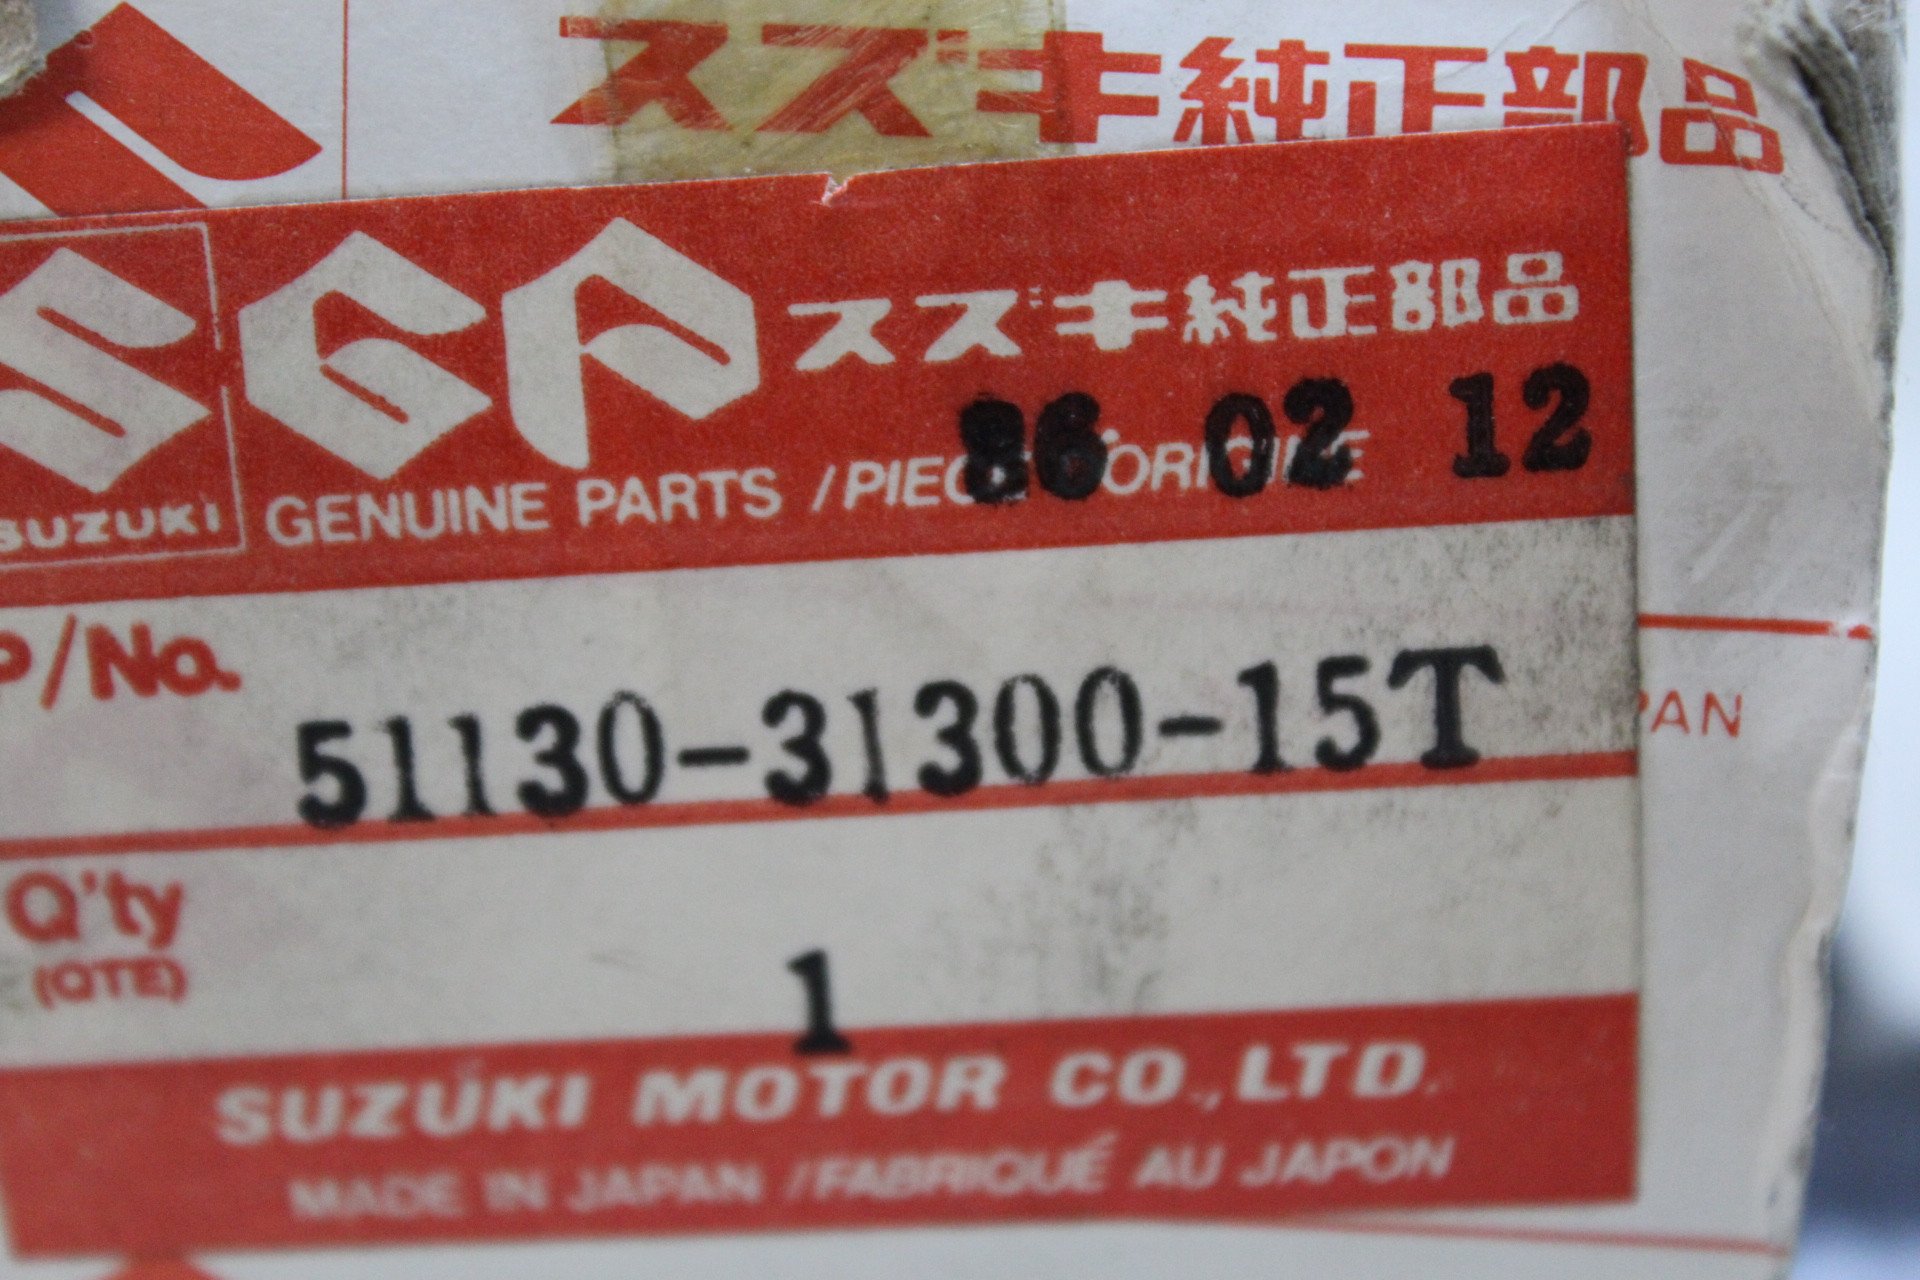 スズキ純正部品
SGP スズキ純正部品
86 02 12
SUZUKI GENUINE PARTS /PIECES D'ORIGINE
P/No.
51130-31300-15T
PAN
Q'ty
(QTE)
1
SUZUKI MOTOR CO.,LTD.
MADE IN JAPAN /FABRIQUÉ AU JAPON